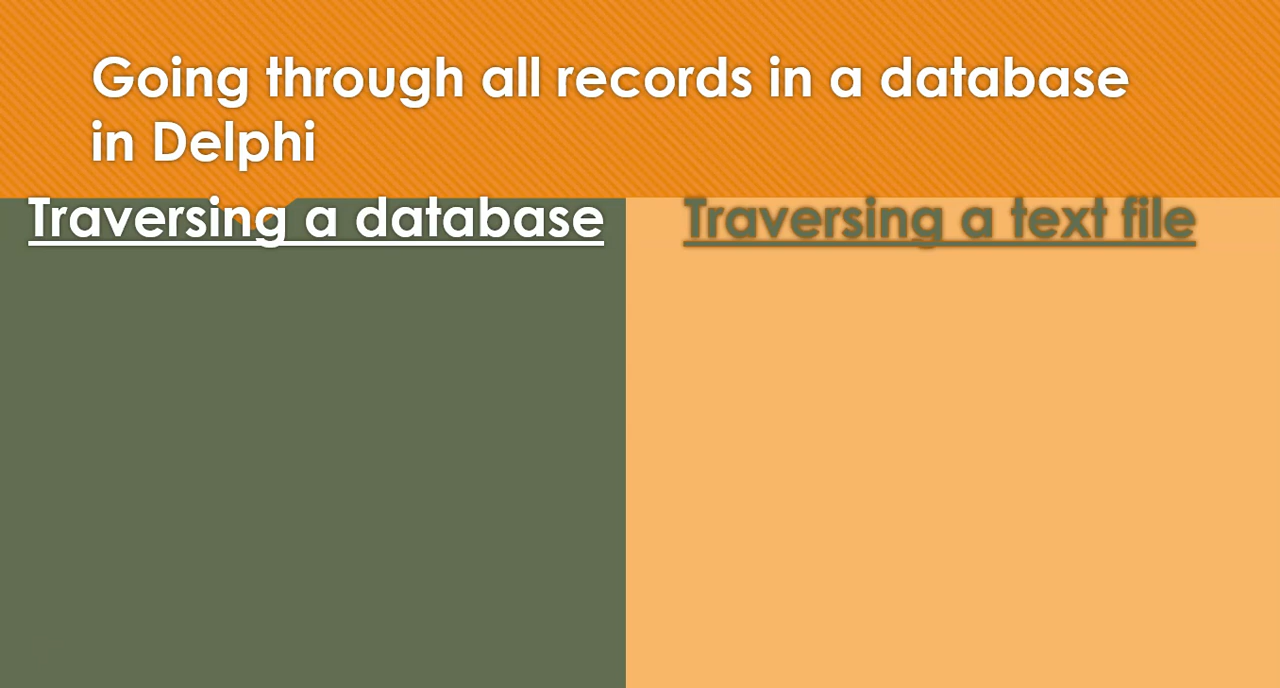 Going through all records in a database
in Delphi
Traversing a database
Traversing a text file